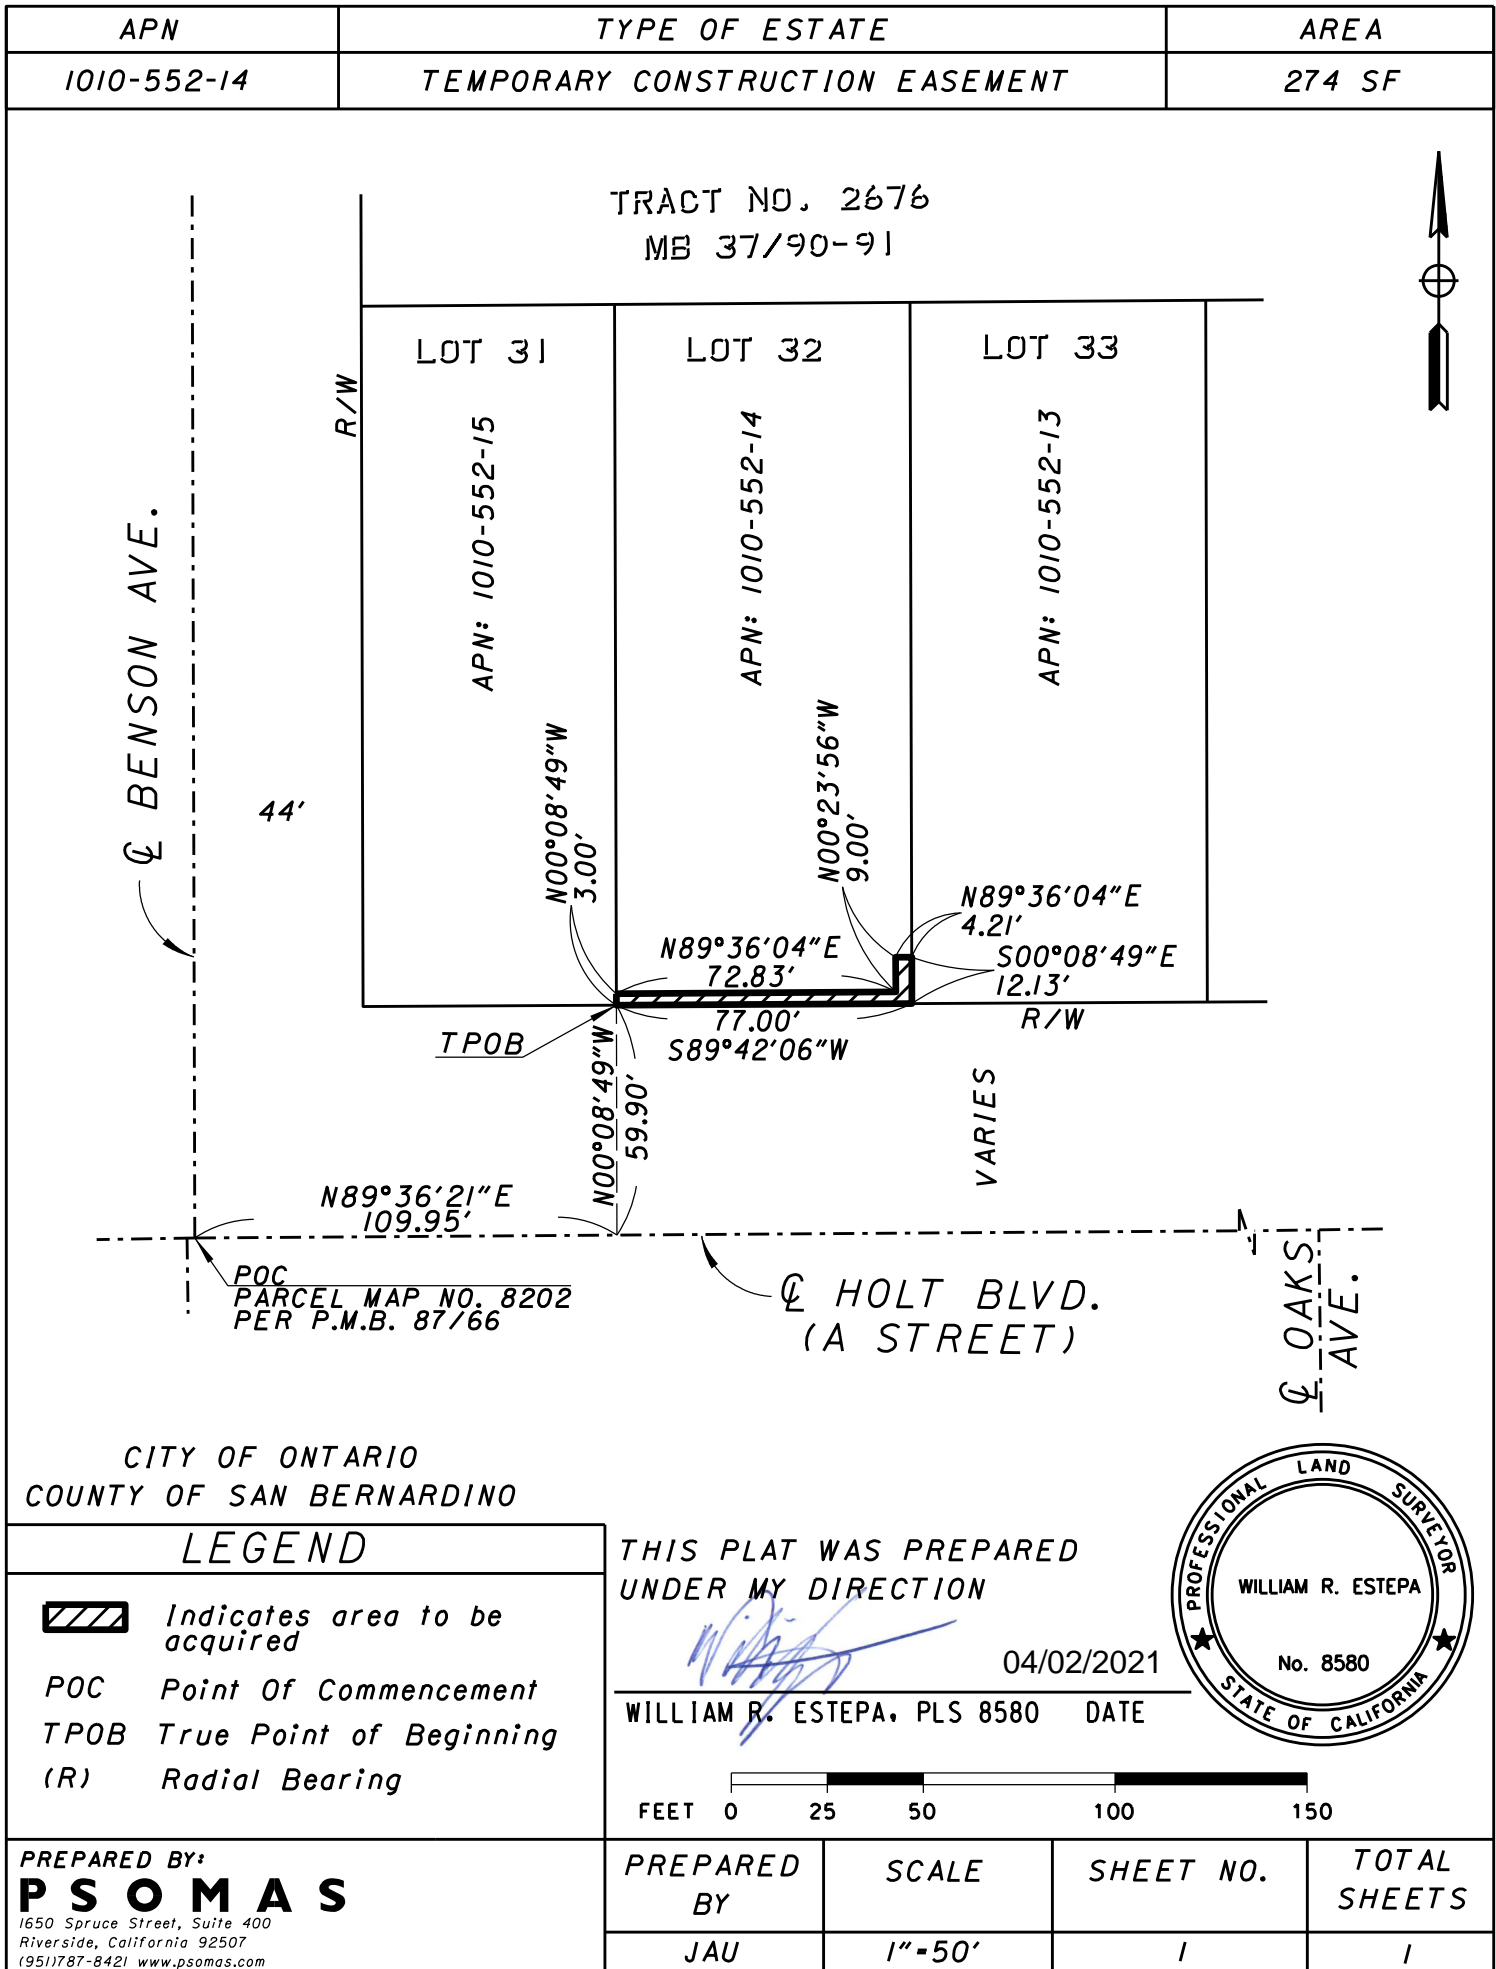 APN
TYPE OF ESTATE
AREA
1010-552-14
TEMPORARY CONSTRUCTION EASEMENT
274 SF
TRACT NO. 2676
MB 37/90-91
LOT 31
LOT 32
LOT 33
R/W
APN: 1010-552-15
APN: 1010-552-14
APN: 1010-552-13
℄ BENSON AVE.
44'
N00°08'49"W
3.00'
N00°23'56"W
9.00'
N89°36'04"E
4.21'
N89°36'04"E
72.83'
S00°08'49"E
12.13'
77.00'
S89°42'06"W
R/W
TPOB
N00°08'49"W
59.90'
VARIES
N89°36'21"E
109.95'
POC
PARCEL MAP NO. 8202
PER P.M.B. 87/66
℄ HOLT BLVD.
(A STREET)
℄ OAKS
AVE.
CITY OF ONTARIO
COUNTY OF SAN BERNARDINO
LEGEND
Indicates area to be
acquired
POC Point Of Commencement
TPOB True Point of Beginning
(R) Radial Bearing
THIS PLAT WAS PREPARED
UNDER MY DIRECTION
04/02/2021
WILLIAM R. ESTEPA, PLS 8580 DATE
PROFESSIONAL LAND SURVEYOR
WILLIAM R. ESTEPA
No. 8580
STATE OF CALIFORNIA
FEET 0 25 50 100 150
PREPARED BY:
PSOMAS
1650 Spruce Street, Suite 400
Riverside, California 92507
(951)787-8421 www.psomas.com
PREPARED
BY
SCALE
SHEET NO.
TOTAL
SHEETS
JAU
1"=50'
1
1